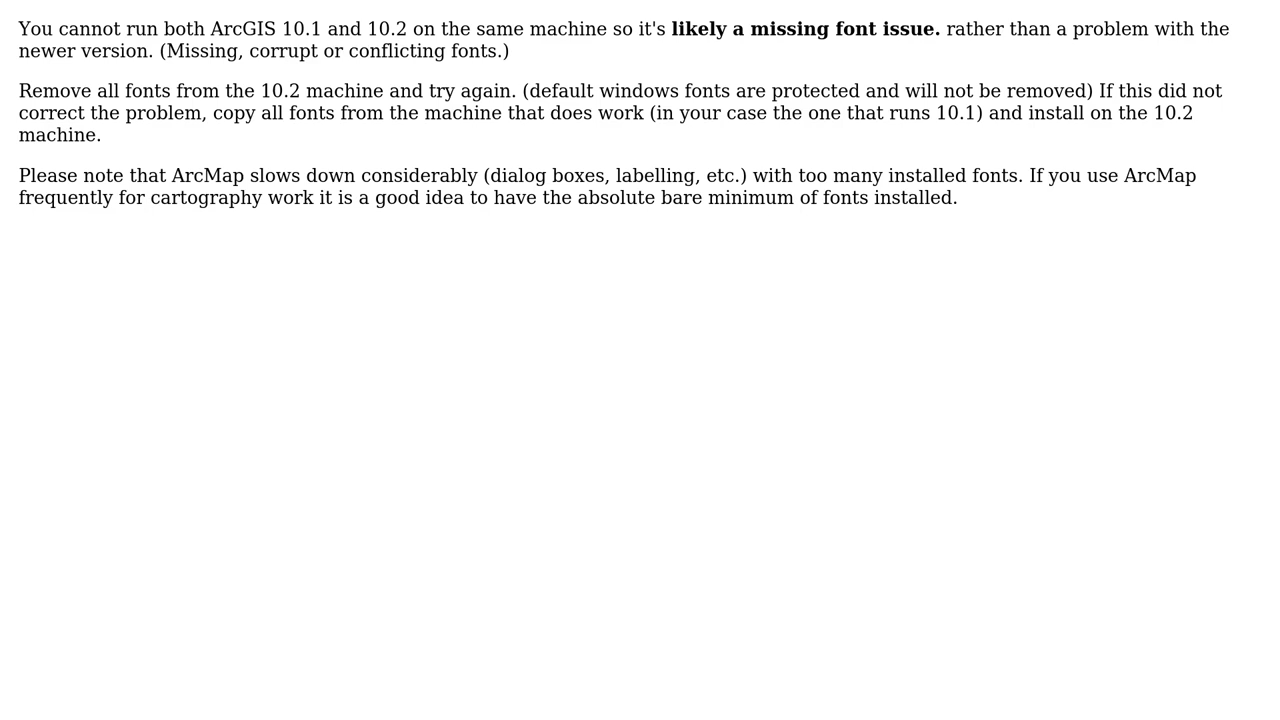 You cannot run both ArcGIS 10.1 and 10.2 on the same machine so it's likely a missing font issue. rather than a problem with the
newer version. (Missing, corrupt or conflicting fonts.)
Remove all fonts from the 10.2 machine and try again. (default windows fonts are protected and will not be removed) If this did not
correct the problem, copy all fonts from the machine that does work (in your case the one that runs 10.1) and install on the 10.2
machine.
Please note that ArcMap slows down considerably (dialog boxes, labelling, etc.) with too many installed fonts. If you use ArcMap
frequently for cartography work it is a good idea to have the absolute bare minimum of fonts installed.